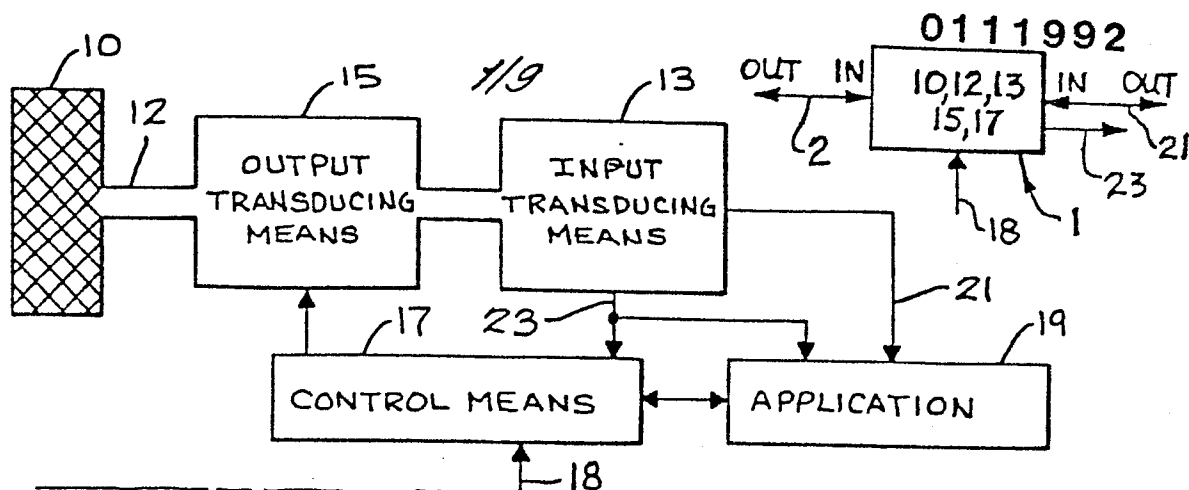 0111992
10
15
1/9
13
OUT IN
10,12,13
15,17
IN OUT
12
2
21
23
18
1
OUTPUT
TRANSDUCING
MEANS
INPUT
TRANSDUCING
MEANS
21
23
17
19
CONTROL MEANS
APPLICATION
18